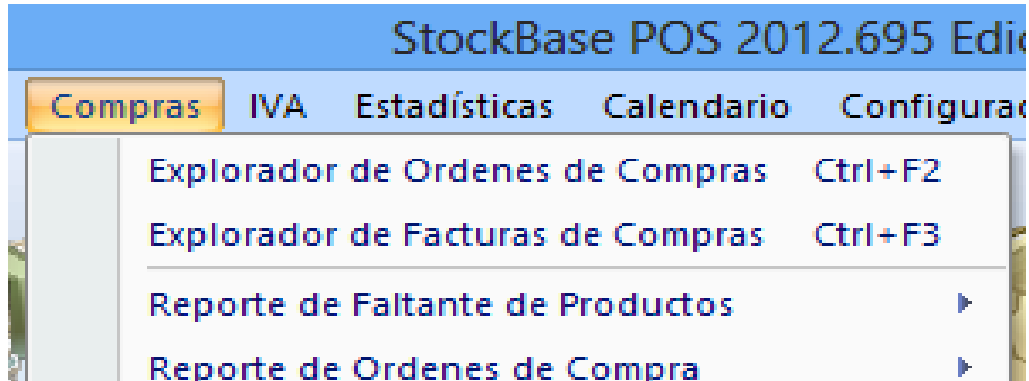 StockBase POS 2012.695
Compras IVA Estadísticas Calendario
Explorador de Ordenes de Compras Ctrl+F2
Explorador de Facturas de Compras Ctrl+F3
Reporte de Faltante de Productos
Reporte de Ordenes de Compra